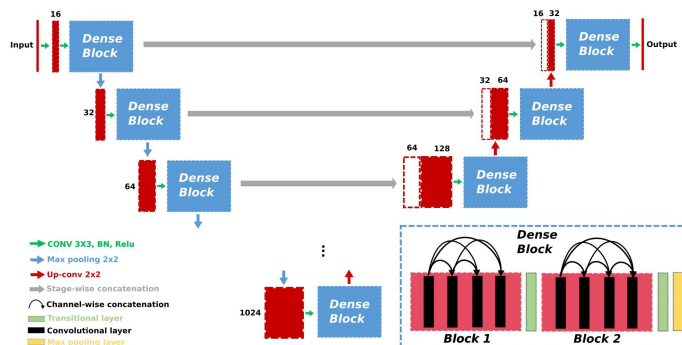 16
16 32
Input
Dense
Block
Dense
Block
Output
32
Dense
Block
32 64
Dense
Block
64
Dense
Block
64 128
Dense
Block
CONV 3X3, BN, Relu
Max pooling 2x2
Up-conv 2x2
Stage-wise concatenation
Channel-wise concatenation
Transitional layer
Convolutional layer
Max pooling layer
1024
Dense
Block
Dense
Block
Block 1
Block 2